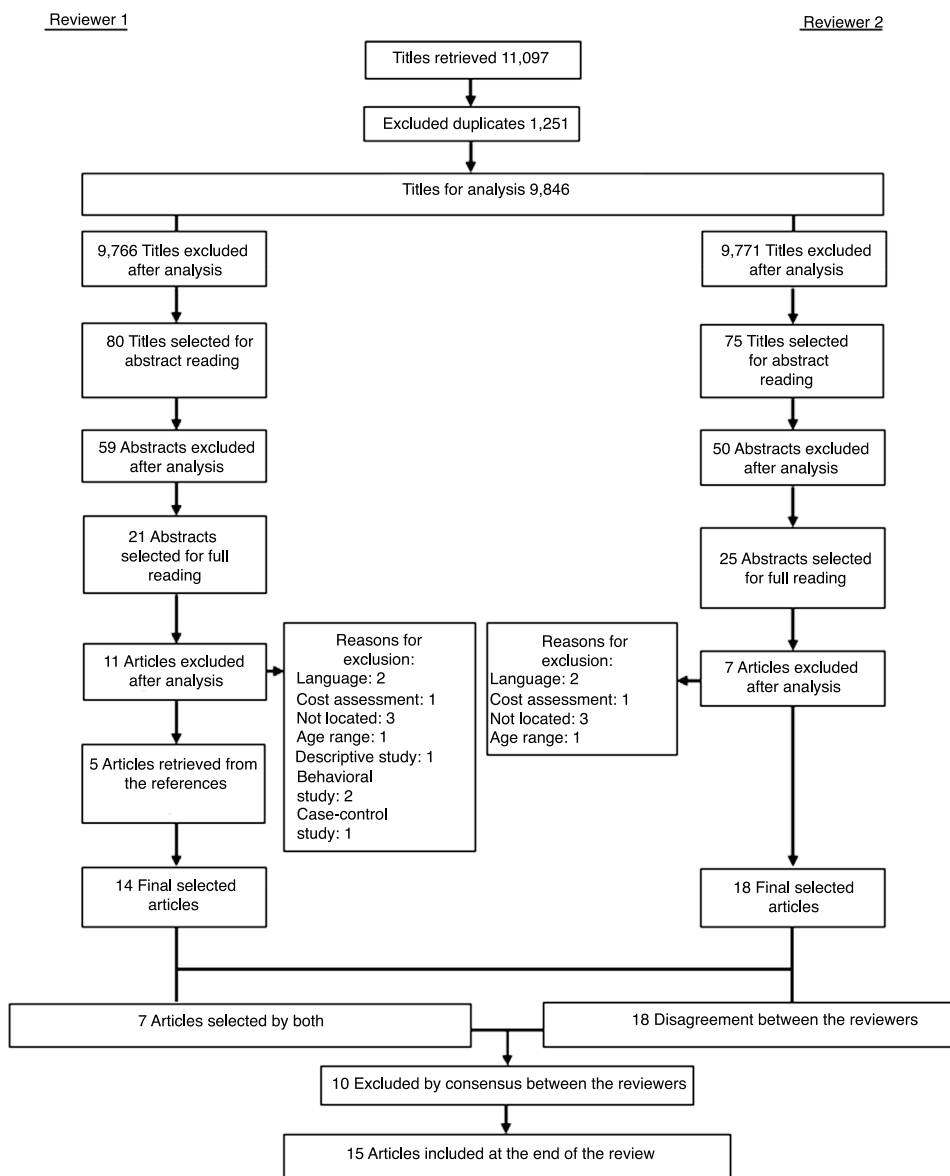 Reviewer 1
Reviewer 2
Titles retrieved 11,097
Excluded duplicates 1,251
Titles for analysis 9,846
9,766 Titles excluded
after analysis
80 Titles selected for
abstract reading
59 Abstracts excluded
after analysis
21 Abstracts
selected for full
reading
11 Articles excluded
after analysis
Reasons for
exclusion:
Language: 2
Cost assessment: 1
Not located: 3
Age range: 1
Descriptive study: 1
Behavioral
study: 2
Case-control
study: 1
5 Articles retrieved from
the references
14 Final selected
articles
9,771 Titles excluded
after analysis
75 Titles selected
for abstract
reading
50 Abstracts excluded
after analysis
25 Abstracts selected
for full reading
7 Articles excluded
after analysis
Reasons for
exclusion:
Language: 2
Cost assessment: 1
Not located: 3
Age range: 1
18 Final selected
articles
7 Articles selected by both
18 Disagreement between the reviewers
10 Excluded by consensus between the reviewers
15 Articles included at the end of the review